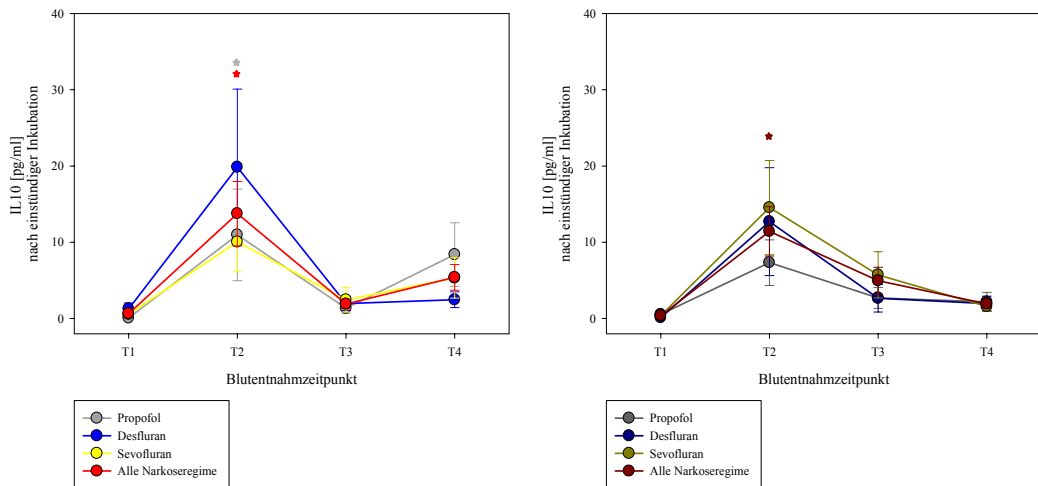 40
30
20
10
0
IL10 [pg/ml]
nach einstündiger Inkubation
T1 T2 T3 T4
Blutentnahmzeitpunkt
Propofol
Desfluran
Sevofluran
Alle Narkoseregime
40
30
20
10
0
IL10 [pg/ml]
nach einstündiger Inkubation
T1 T2 T3 T4
Blutentnahmzeitpunkt
Propofol
Desfluran
Sevofluran
Alle Narkoseregime